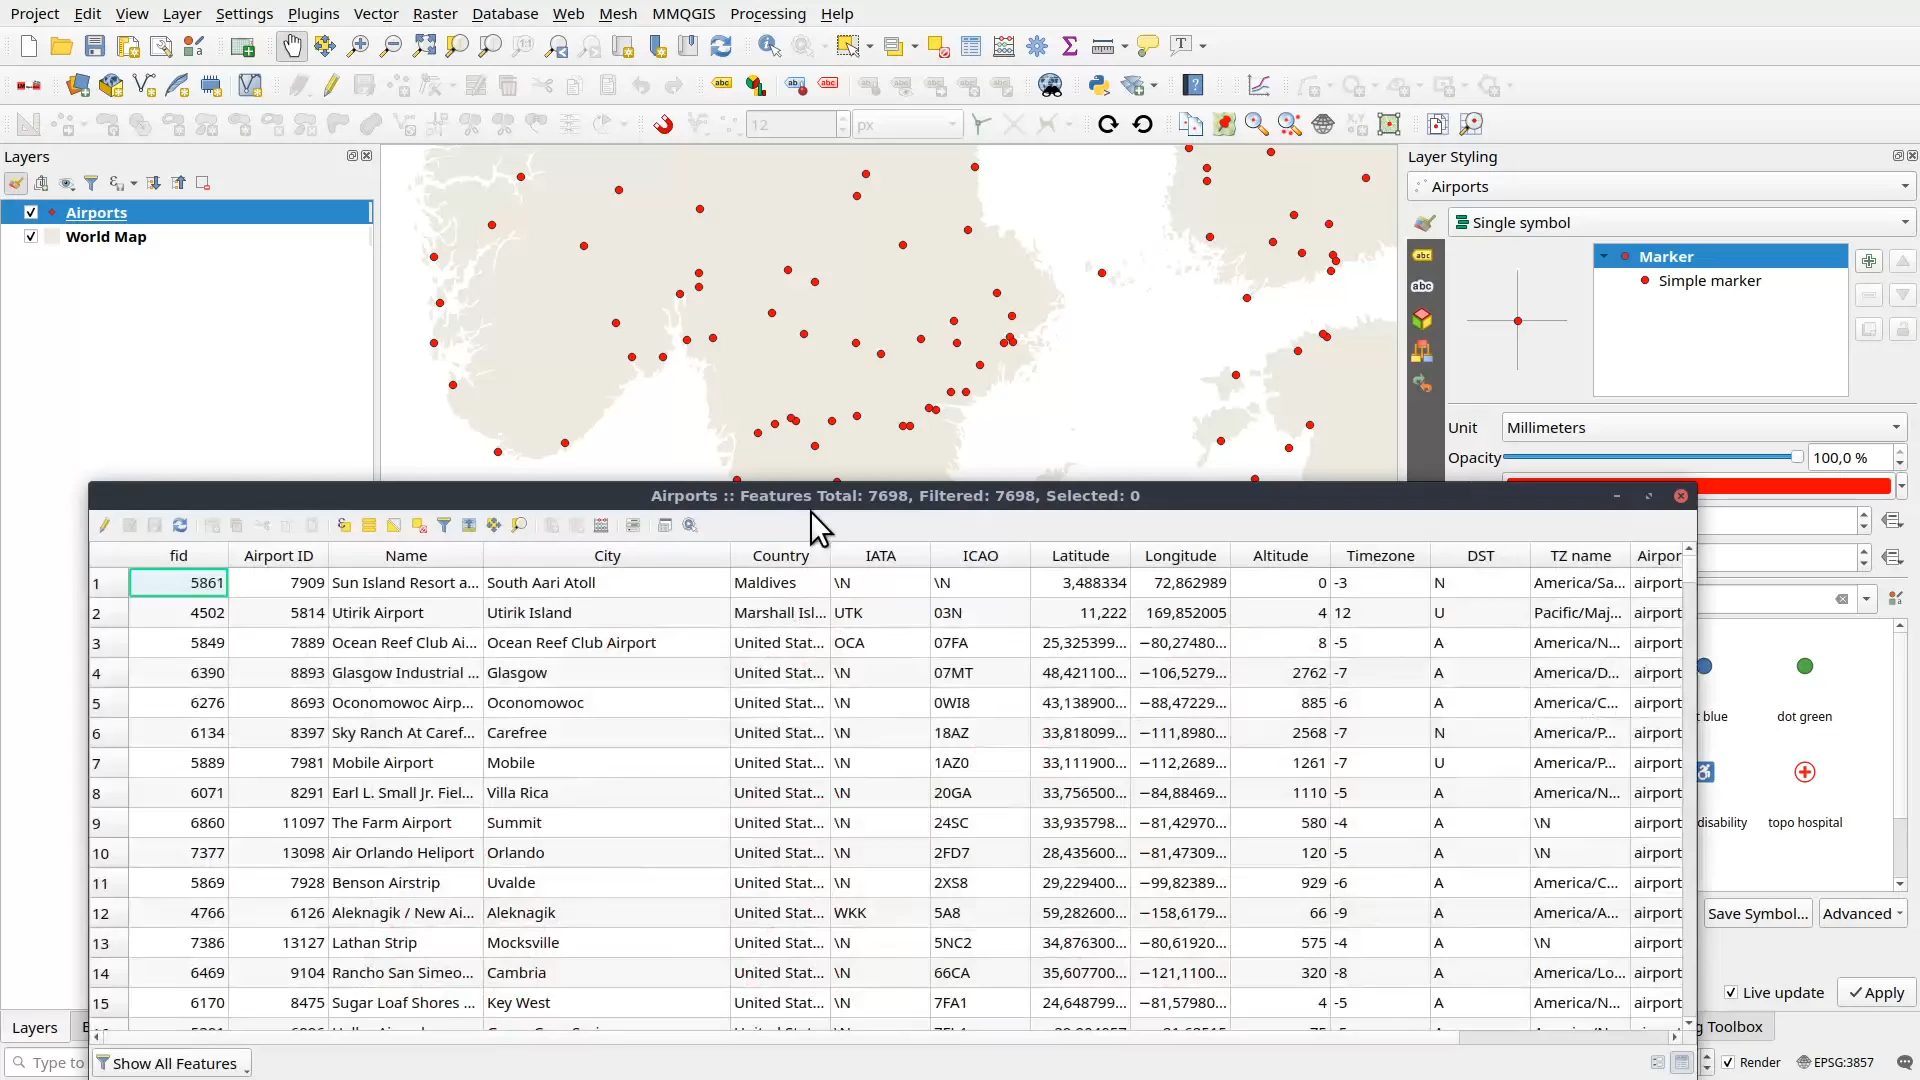 Project Edit View Layer Settings Plugins Vector Raster Database Web Mesh MMQGIS Processing Help
12 px
Layers
Airports
World Map
Layer Styling
Airports
Single symbol
Marker
Simple marker
Unit Millimeters
Opacity 100,0 %
Airports :: Features Total: 7698, Filtered: 7698, Selected: 0
fid Airport ID Name City Country IATA ICAO Latitude Longitude Altitude Timezone DST TZ name Airpor
1 5861 7909 Sun Island Resort a... South Aari Atoll Maldives \N \N 3,488334 72,862989 0 -3 N America/Sa... airport
2 4502 5814 Utirik Airport Utirik Island Marshall Isl... UTK 03N 11,222 169,852005 4 12 U Pacific/Maj... airport
3 5849 7889 Ocean Reef Club Ai... Ocean Reef Club Airport United Stat... OCA 07FA 25,325399... −80,27480... 8 -5 A America/N... airport
4 6390 8893 Glasgow Industrial ... Glasgow United Stat... \N 07MT 48,421100... −106,5279... 2762 -7 A America/D... airport
5 6276 8693 Oconomowoc Airp... Oconomowoc United Stat... \N 0WI8 43,138900... −88,47229... 885 -6 A America/C... airport
6 6134 8397 Sky Ranch At Caref... Carefree United Stat... \N 18AZ 33,818099... −111,8980... 2568 -7 N America/P... airport
7 5889 7981 Mobile Airport Mobile United Stat... \N 1AZ0 33,111900... −112,2689... 1261 -7 U America/P... airport
8 6071 8291 Earl L. Small Jr. Fiel... Villa Rica United Stat... \N 20GA 33,756500... −84,88469... 1110 -5 A America/N... airport
9 6860 11097 The Farm Airport Summit United Stat... \N 24SC 33,935798... −81,42970... 580 -4 A \N airport
10 7377 13098 Air Orlando Heliport Orlando United Stat... \N 2FD7 28,435600... −81,47309... 120 -5 A \N airport
11 5869 7928 Benson Airstrip Uvalde United Stat... \N 2XS8 29,229400... −99,82389... 929 -6 A America/C... airport
12 4766 6126 Aleknagik / New Ai... Aleknagik United Stat... WKK 5A8 59,282600... −158,6179... 66 -9 A America/A... airport
13 7386 13127 Lathan Strip Mocksville United Stat... \N 5NC2 34,876300... −80,61920... 575 -4 A \N airport
14 6469 9104 Rancho San Simeo... Cambria United Stat... \N 66CA 35,607700... −121,1100... 320 -8 A America/Lo... airport
15 6170 8475 Sugar Loaf Shores ... Key West United Stat... \N 7FA1 24,648799... −81,57980... 4 -5 A America/N... airport
t blue dot green
disability topo hospital
Save Symbol... Advanced
Live update Apply
Layers g Toolbox
Type to Show All Features Render EPSG:3857